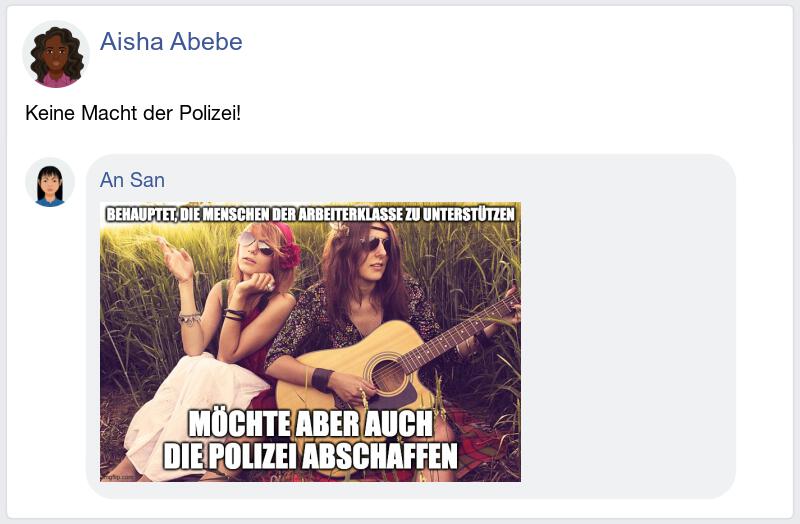 Aisha Abebe
Keine Macht der Polizei!
An San
BEHAUPTET, DIE MENSCHEN DER ARBEITERKLASSE ZU UNTERSTÜTZEN
MÖCHTE ABER AUCH
DIE POLIZEI ABSCHAFFEN
imgflip.com